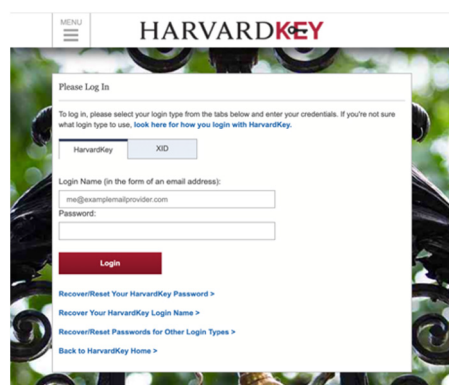 MENU
HARVARDKEY
Please Log In
To log in, please select your login type from the tabs below and enter your credentials. If you're not sure
what login type to use, look here for how you login with HarvardKey.
HarvardKey
XID
Login Name (in the form of an email address):
me@examplemailprovider.com
Password:
Login
Recover/Reset Your HarvardKey Password >
Recover Your HarvardKey Login Name >
Recover/Reset Passwords for Other Login Types >
Back to HarvardKey Home >